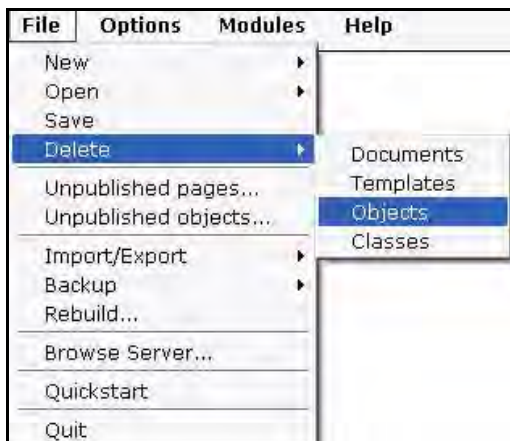 File Options Modules Help
New
Open
Save
Delete
Documents
Templates
Objects
Classes
Unpublished pages...
Unpublished objects...
Import/Export
Backup
Rebuild...
Browse Server...
Quickstart
Quit